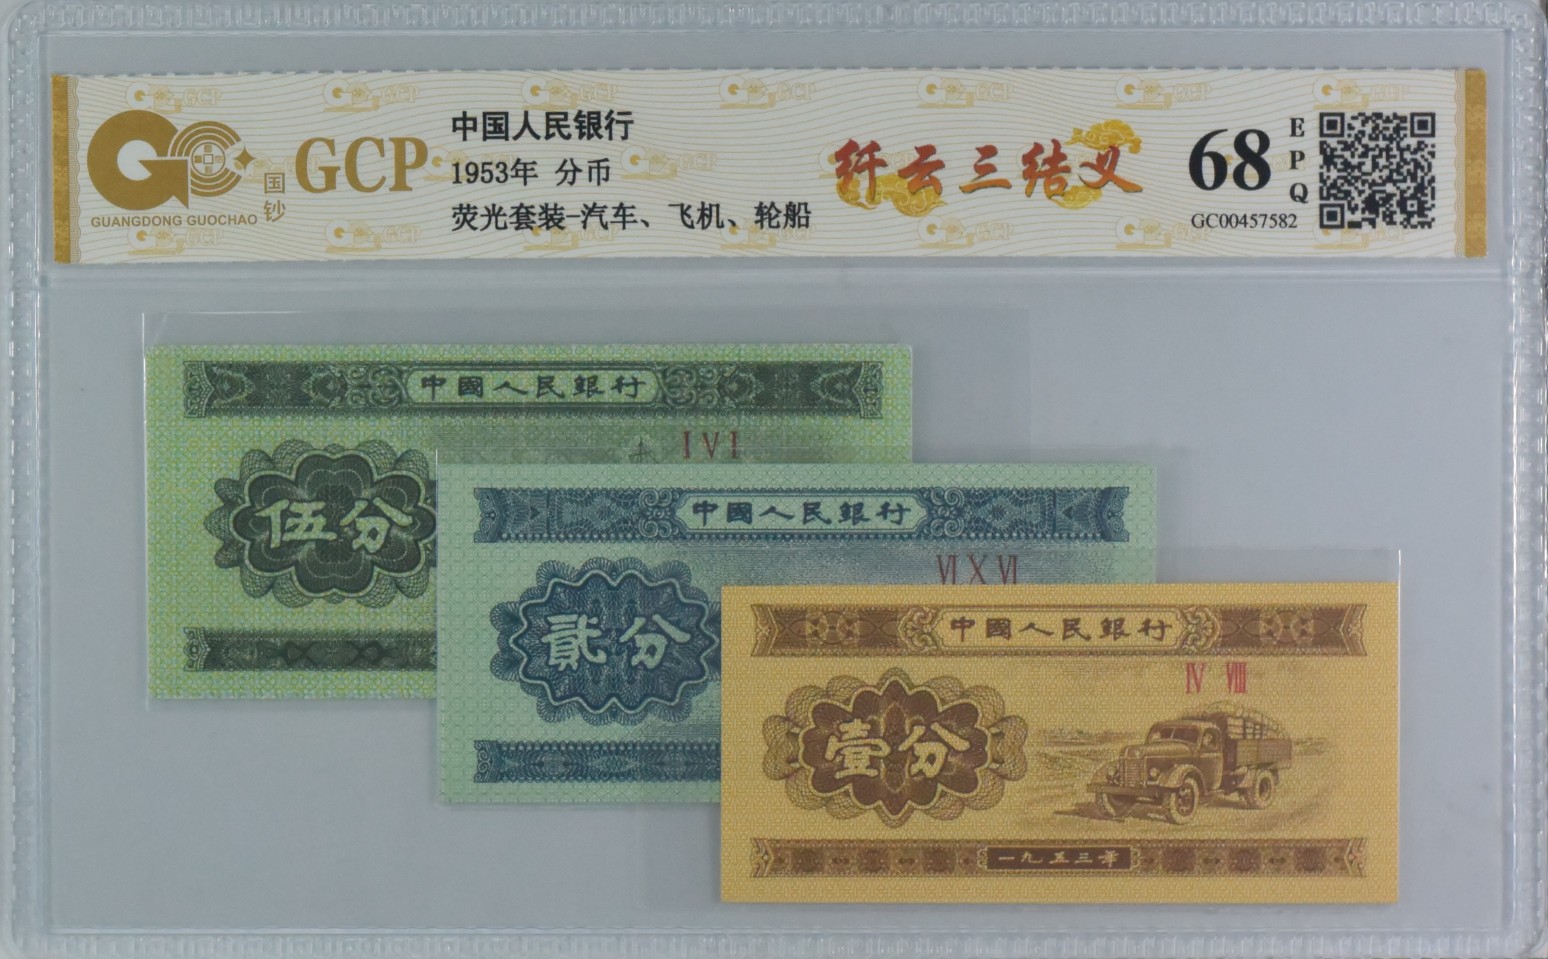 GCP
国钞
GUANGDONG GUOCHAO
中国人民银行
1953年 分币
荧光套装-汽车、飞机、轮船
纤云三结义
68
EPQ
GC00457582
中國人民銀行
I V I
伍分
中國人民銀行
VI X VI
貳分
中國人民銀行
IV VIII
壹分
一九五三年